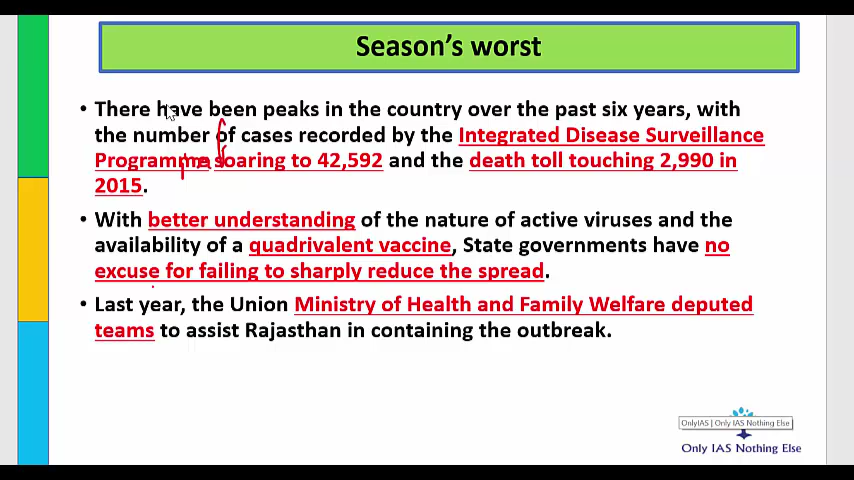 Season's worst
• There have been peaks in the country over the past six years, with
the number of cases recorded by the Integrated Disease Surveillance
Programme soaring to 42,592 and the death toll touching 2,990 in
2015.
• With better understanding of the nature of active viruses and the
availability of a quadrivalent vaccine, State governments have no
excuse for failing to sharply reduce the spread.
• Last year, the Union Ministry of Health and Family Welfare deputed
teams to assist Rajasthan in containing the outbreak.
OnlyIAS | Only IAS Nothing Else
Only IAS Nothing Else